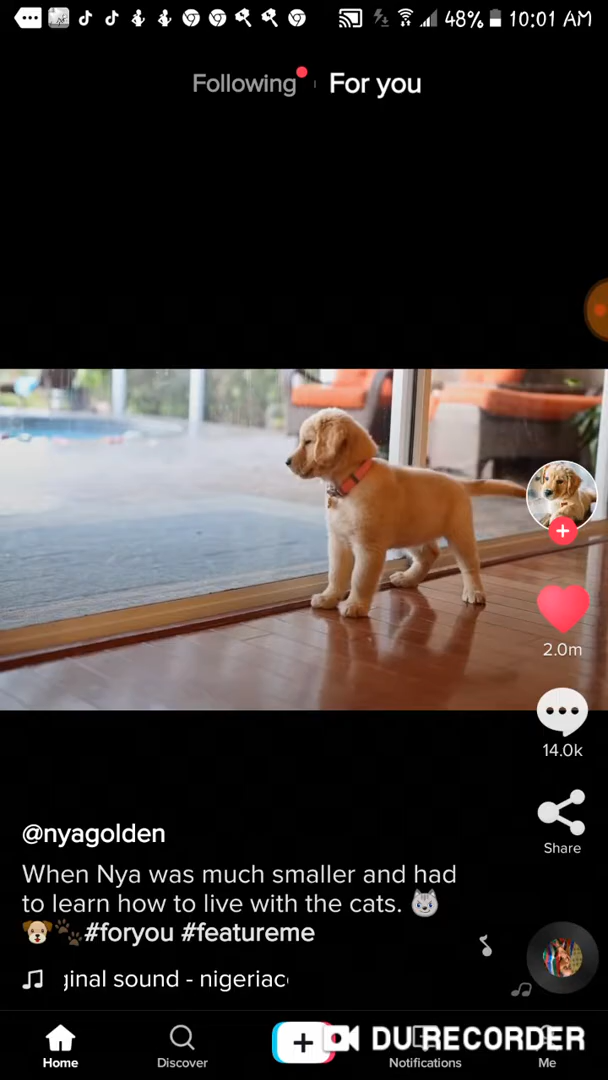 48% 10:01 AM
Following For you
2.0m
14.0k
Share
@nyagolden
When Nya was much smaller and had
to learn how to live with the cats. 🐱
🐶🐾#foryou #featureme
ginal sound - nigeriac
DU RECORDER
Home Discover Notifications Me